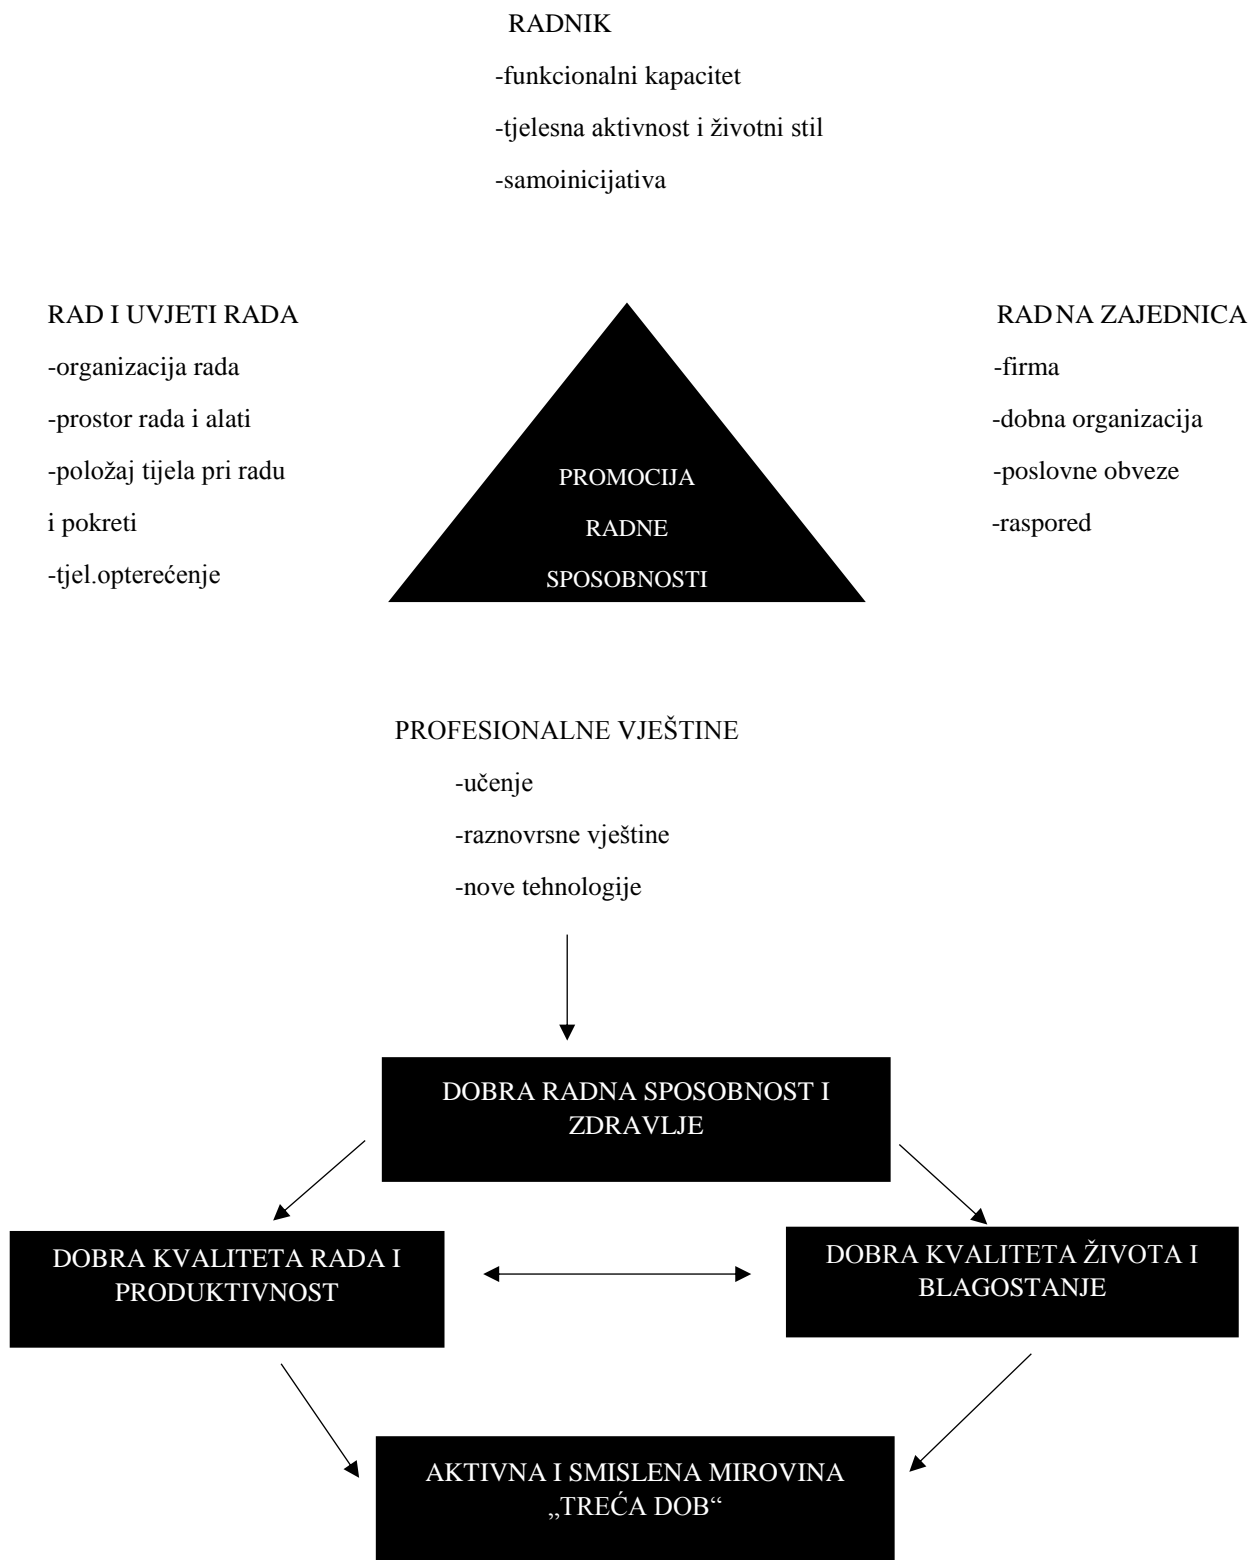 RADNIK
-funkcionalni kapacitet
-tjelesna aktivnost i životni stil
-samoinicijativa
RAD I UVJETI RADA
-organizacija rada
-prostor rada i alati
-položaj tijela pri radu
i pokreti
-tjel.opterećenje
PROMOCIJA
RADNE
SPOSOBNOSTI
RADNA ZAJEDNICA
-firma
-dobna organizacija
-poslovne obveze
-raspored
PROFESIONALNE VJEŠTINE
-učenje
-raznovrsne vještine
-nove tehnologije
DOBRA RADNA SPOSOBNOST I
ZDRAVLJE
DOBRA KVALITETA RADA I
PRODUKTIVNOST
DOBRA KVALITETA ŽIVOTA I
BLAGOSTANJE
AKTIVNA I SMISLENA MIROVINA
„TREĆA DOB“